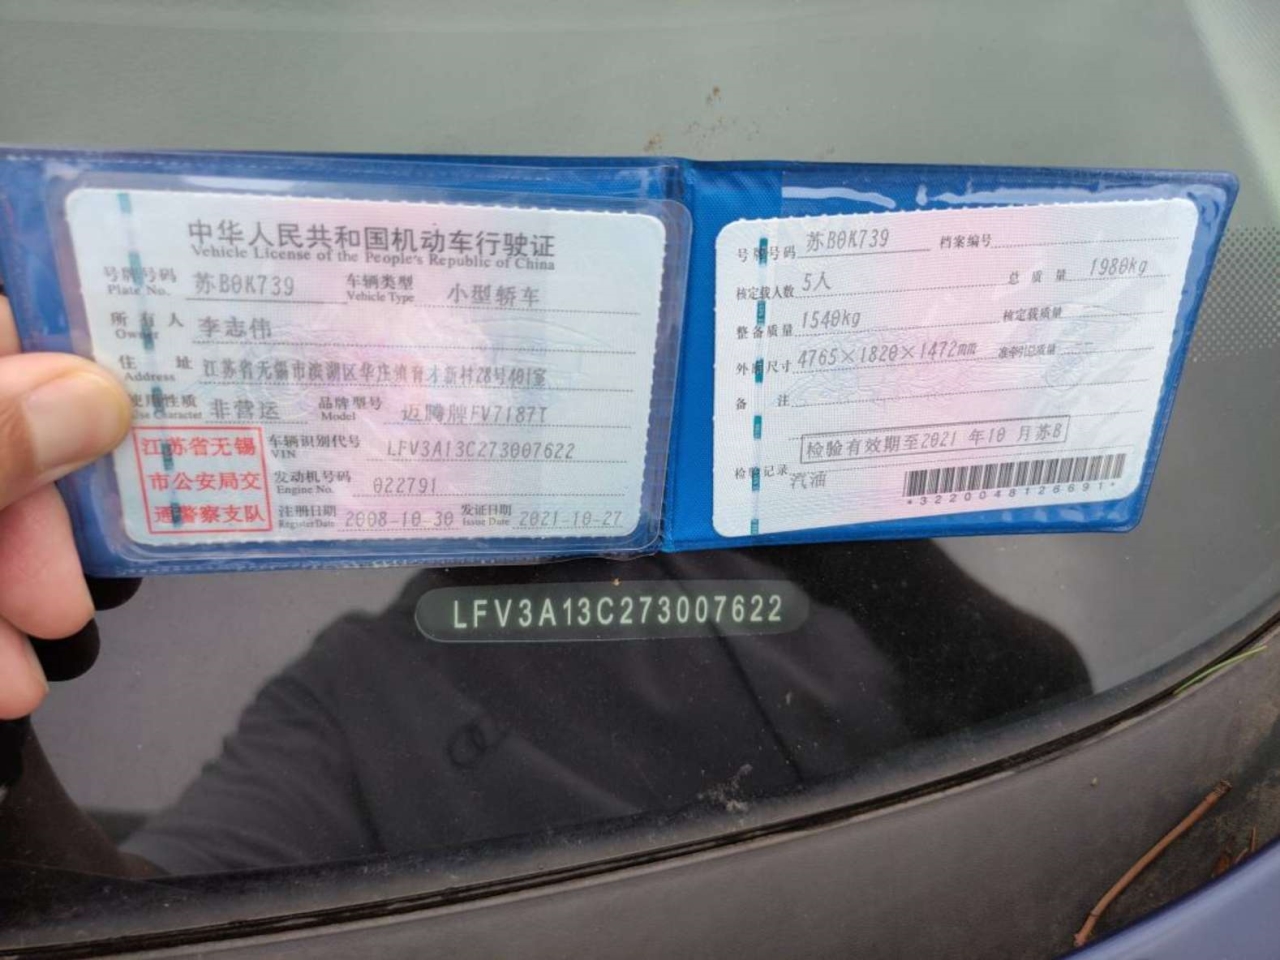 中华人民共和国机动车行驶证
Vehicle License of the People's Republic of China
号牌号码 苏B0K739 车辆类型 小型轿车
Plate No. Vehicle Type
所有人 李志伟
Owner
住址 江苏省无锡市滨湖区华庄镇育才新村28号401室
Address
使用性质 非营运 品牌型号 迈腾牌FV7187T
Use Character Model
江苏省无锡
市公安局交
通警察支队
车辆识别代号 LFV3A13C273007622
VIN
发动机号码 022791
Engine No.
注册日期 2008-10-30 发证日期 2021-10-27
Register Date Issue Date
号牌号码 苏B0K739 档案编号
核定载人数 5人 总质量 1980kg
整备质量 1540kg 核定载质量
外廓尺寸 4765×1820×1472mm 准牵引总质量
备注
检验有效期至2021年10月苏B
检验记录 汽油
*3220048126691*
LFV3A13C273007622